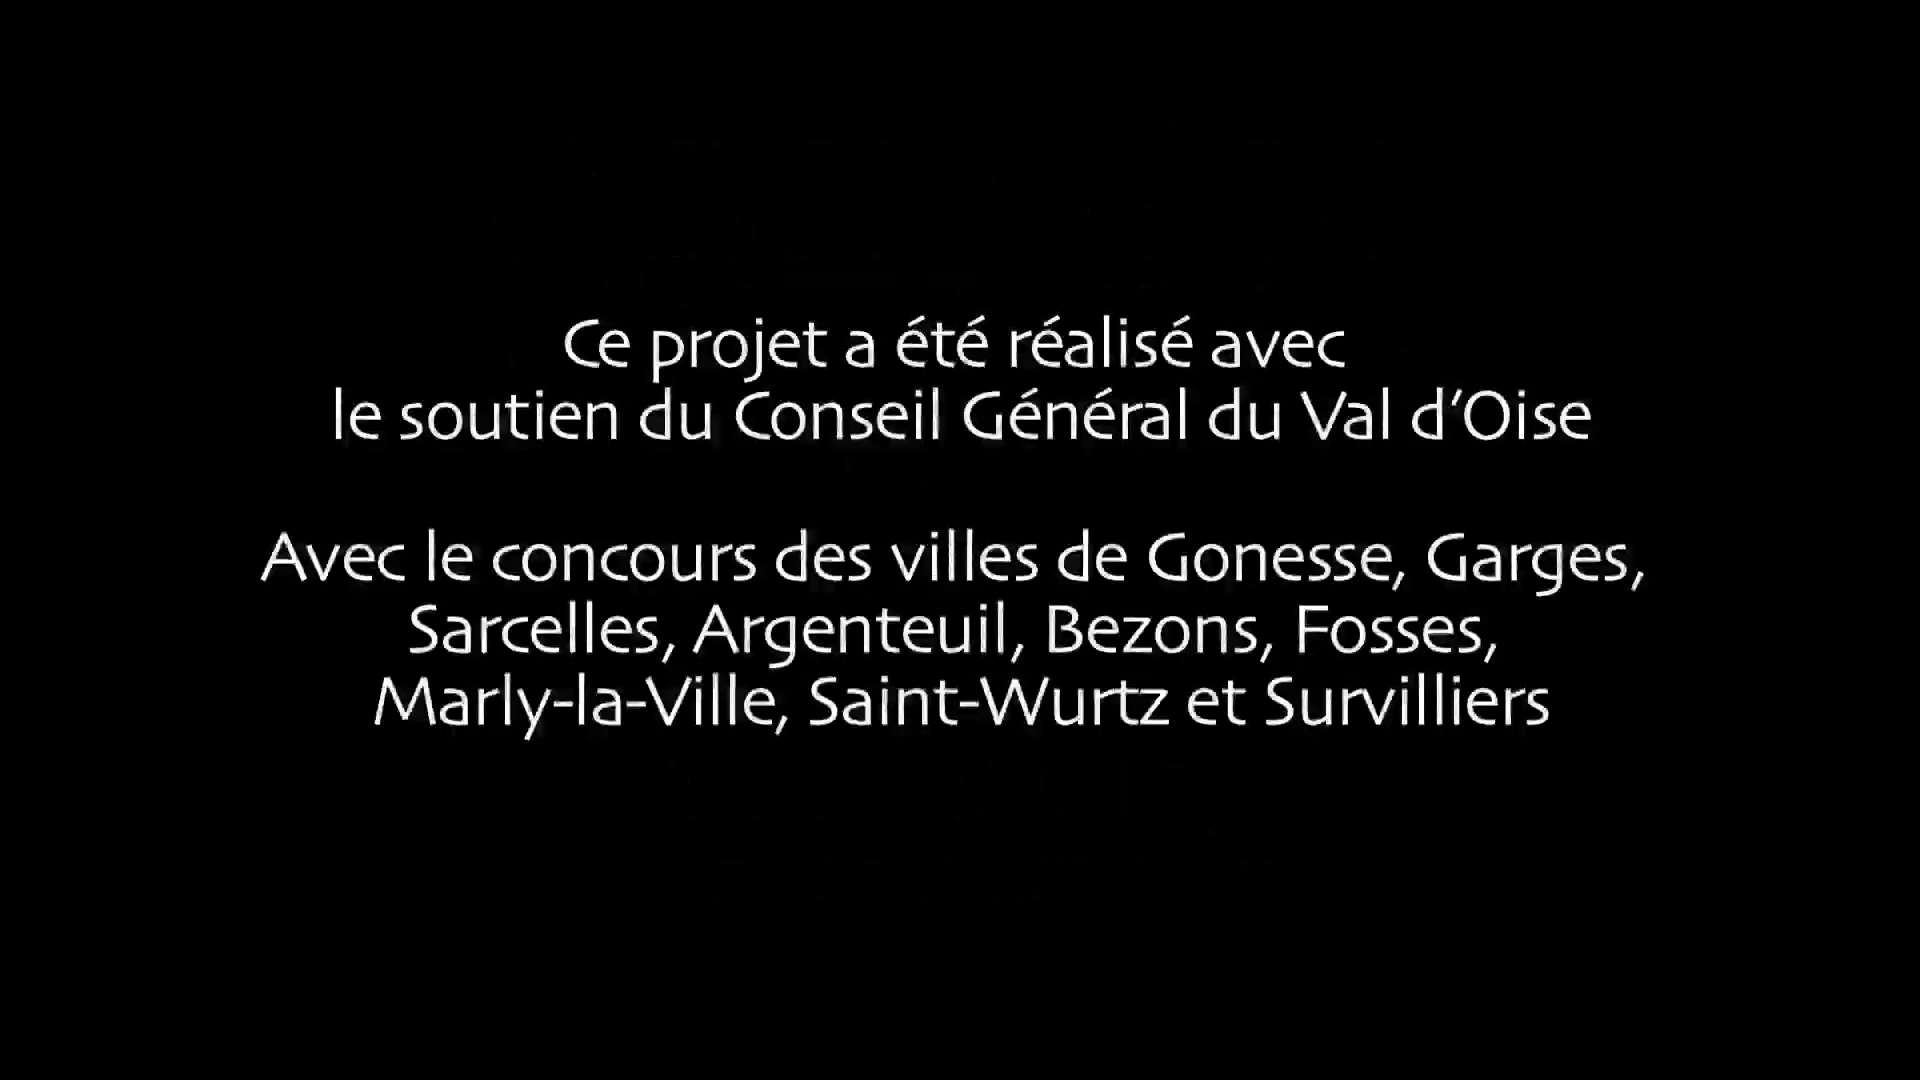 Ce projet a été réalisé avec
le soutien du Conseil Général du Val d'Oise
Avec le concours des villes de Gonesse, Garges,
Sarcelles, Argenteuil, Bezons, Fosses,
Marly-la-Ville, Saint-Wurtz et Survilliers